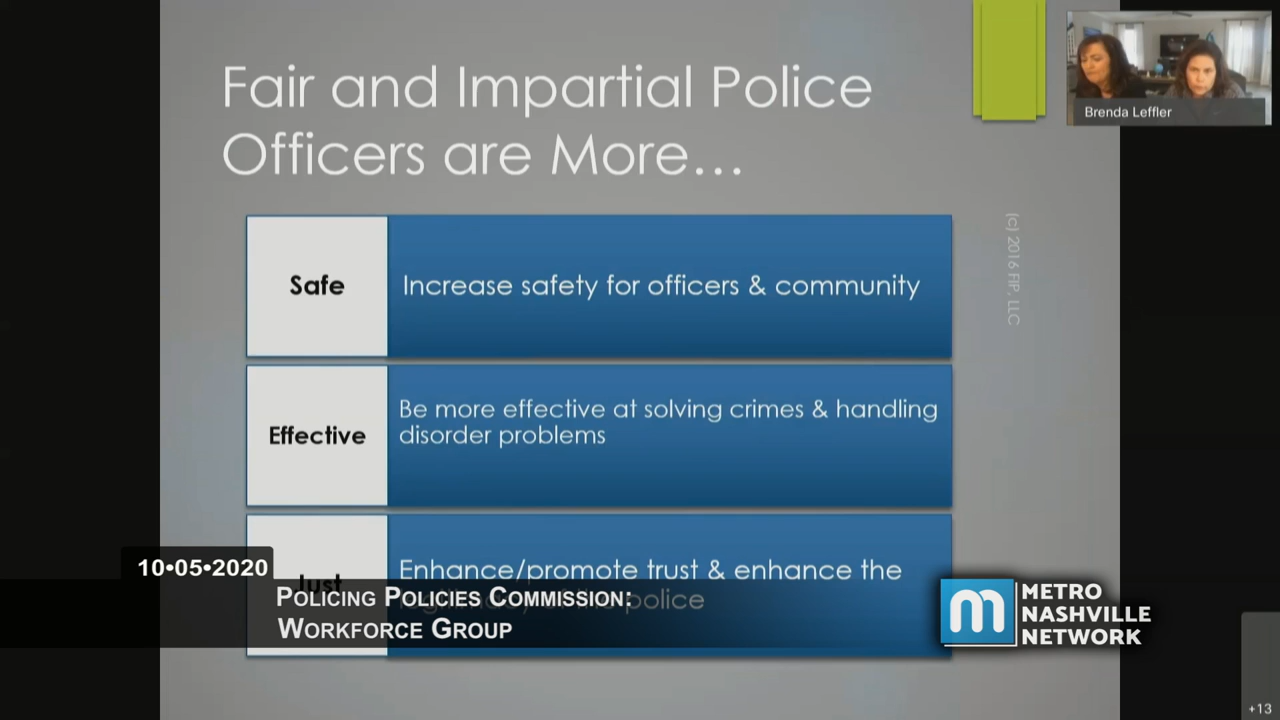 Fair and Impartial Police
Officers are More…
Brenda Leffler
(c) 2016 FIP, LLC
Safe
Increase safety for officers & community
Effective
Be more effective at solving crimes & handling
disorder problems
Just
Enhance/promote trust & enhance the
police
10•05•2020
Policing Policies Commission:
Workforce Group
m
METRO
NASHVILLE
NETWORK
+13